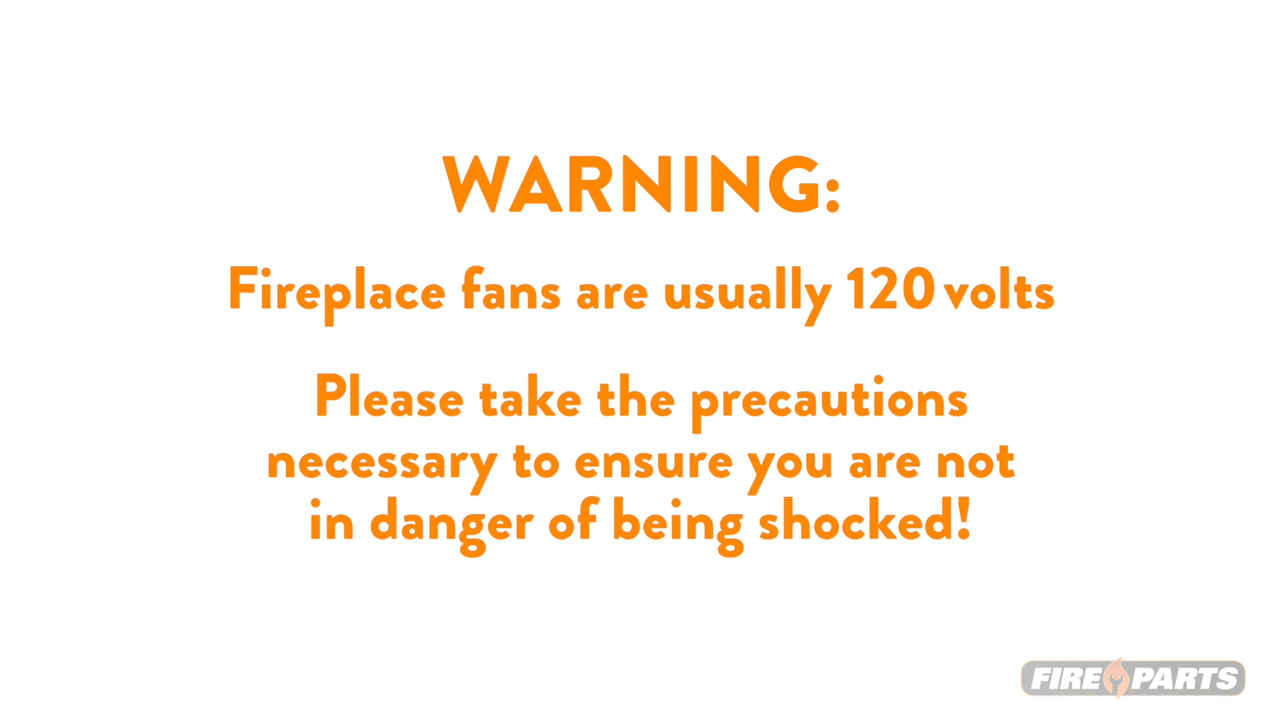 WARNING:
Fireplace fans are usually 120 volts
Please take the precautions
necessary to ensure you are not
in danger of being shocked!
FIRE PARTS